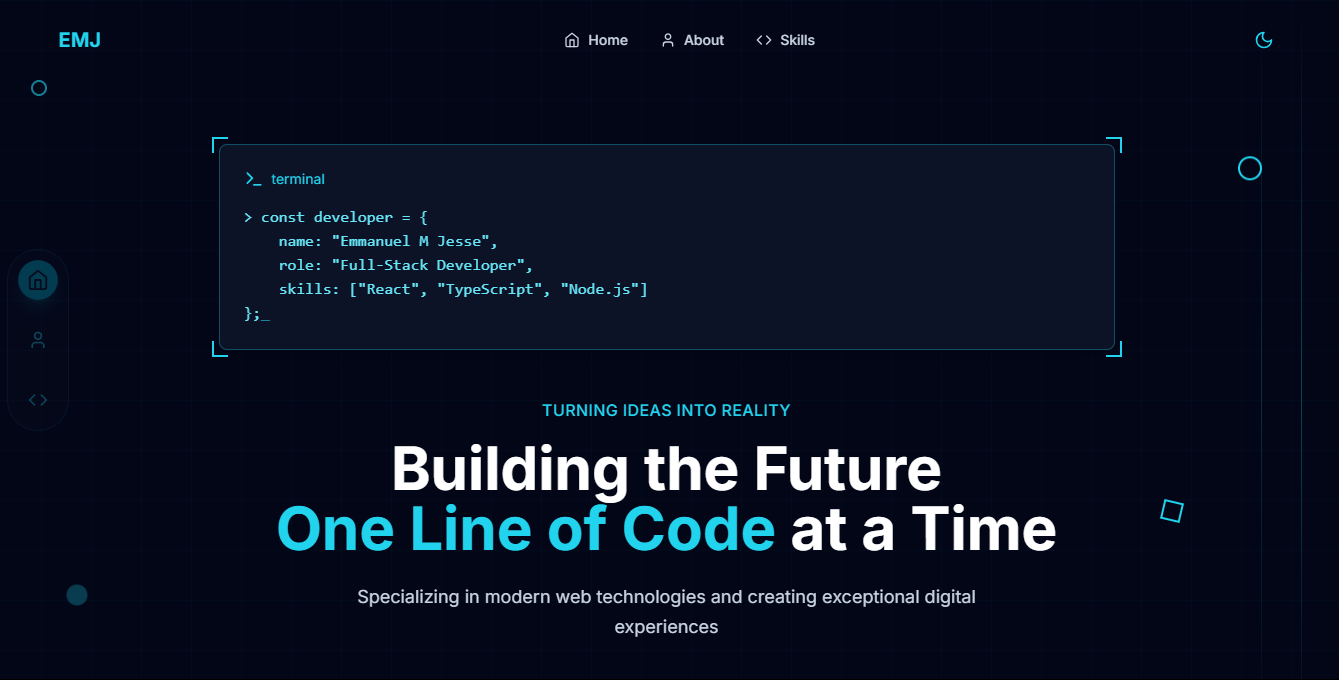 EMJ
Home
About
Skills
>_ terminal
> const developer = {
    name: "Emmanuel M Jesse",
    role: "Full-Stack Developer",
    skills: ["React", "TypeScript", "Node.js"]
};_
TURNING IDEAS INTO REALITY
Building the Future
One Line of Code at a Time
Specializing in modern web technologies and creating exceptional digital
experiences